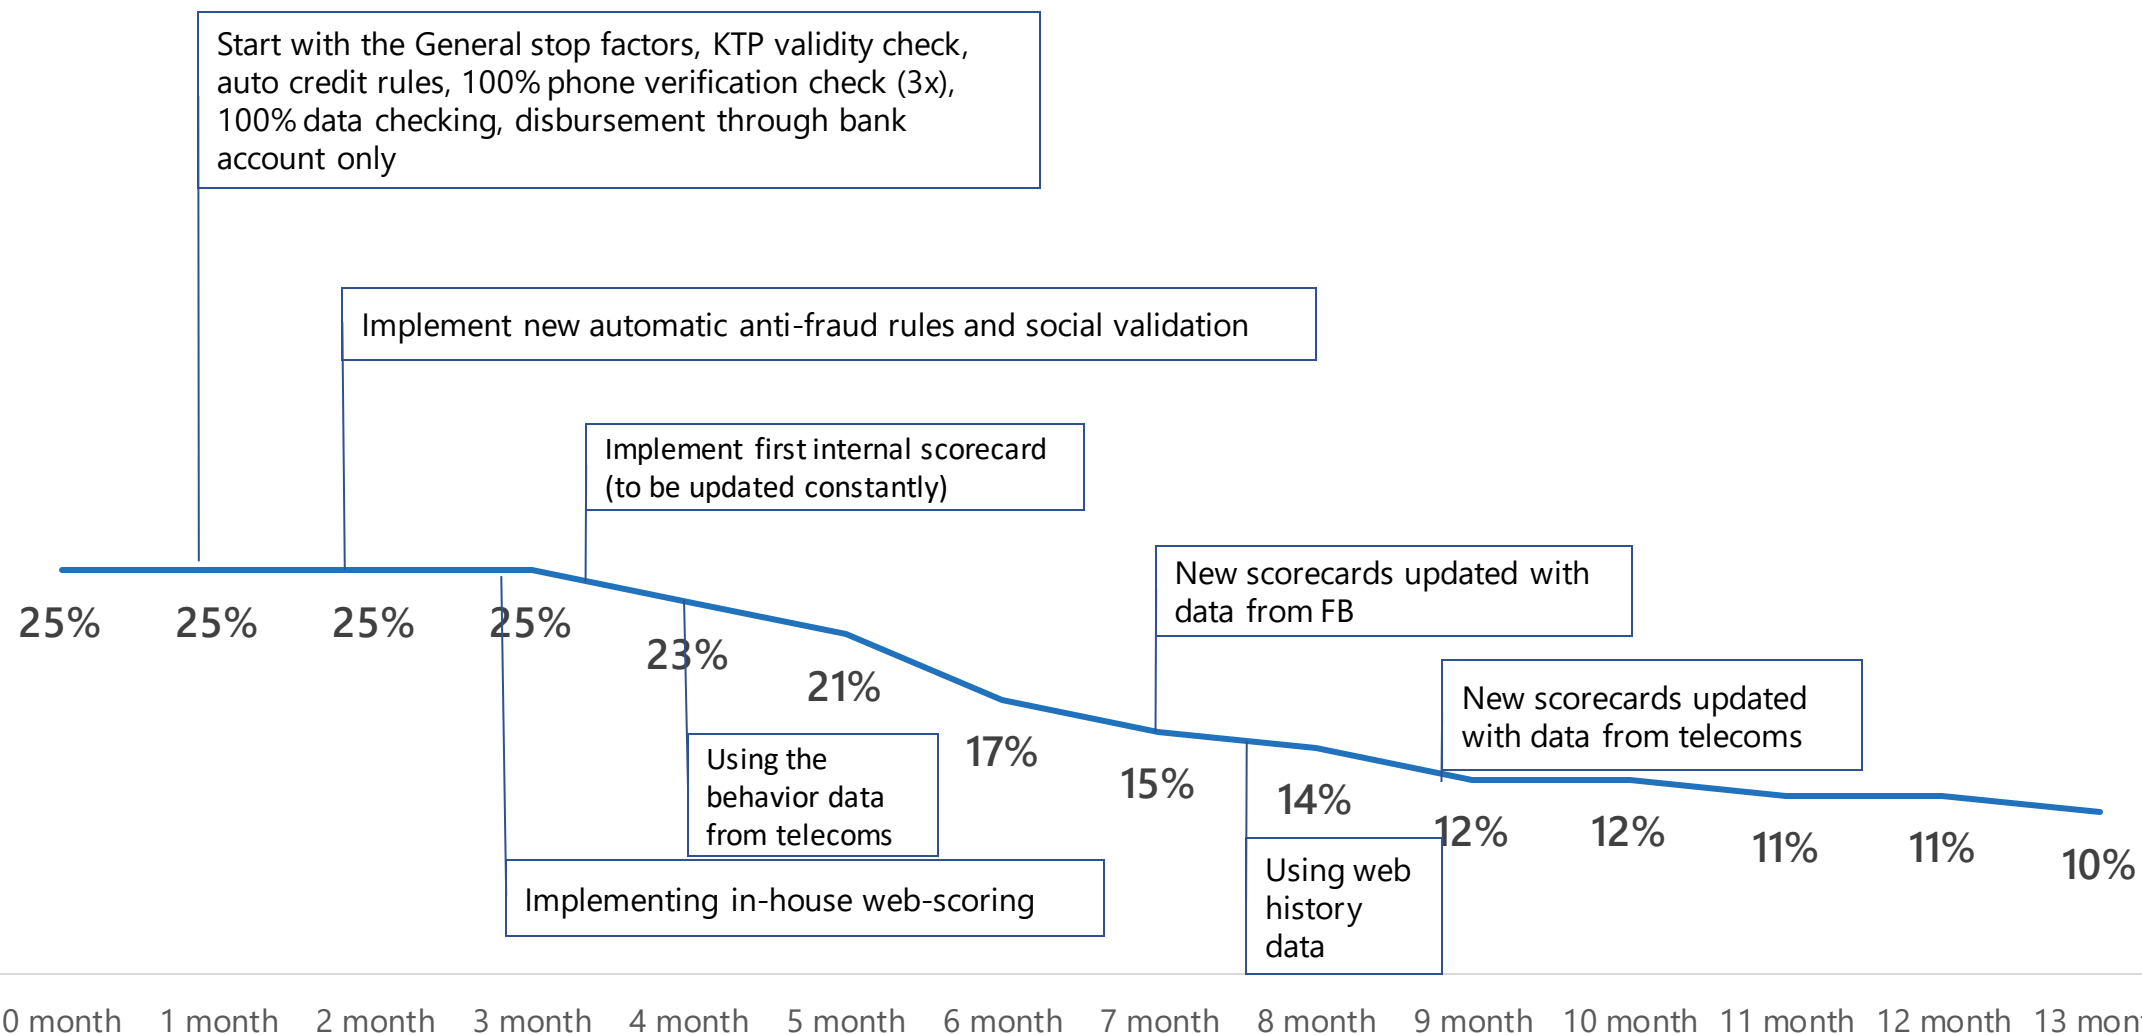 Start with the General stop factors, KTP validity check,
auto credit rules, 100% phone verification check (3x),
100% data checking, disbursement through bank
account only
Implement new automatic anti-fraud rules and social validation
Implement first internal scorecard
(to be updated constantly)
New scorecards updated with
data from FB
New scorecards updated
with data from telecoms
25% 25% 25% 25% 23% 21% 17% 15% 14% 12% 12% 11% 11% 10%
Using the
behavior data
from telecoms
Implementing in-house web-scoring
Using web
history
data
0 month 1 month 2 month 3 month 4 month 5 month 6 month 7 month 8 month 9 month 10 month 11 month 12 month 13 mont